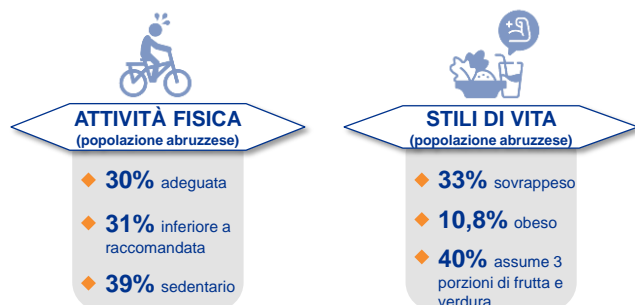 ATTIVITÀ FISICA
(popolazione abruzzese)
30% adeguata
31% inferiore a
raccomandata
39% sedentario
STILI DI VITA
(popolazione abruzzese)
33% sovrappeso
10,8% obeso
40% assume 3
porzioni di frutta e
verdura